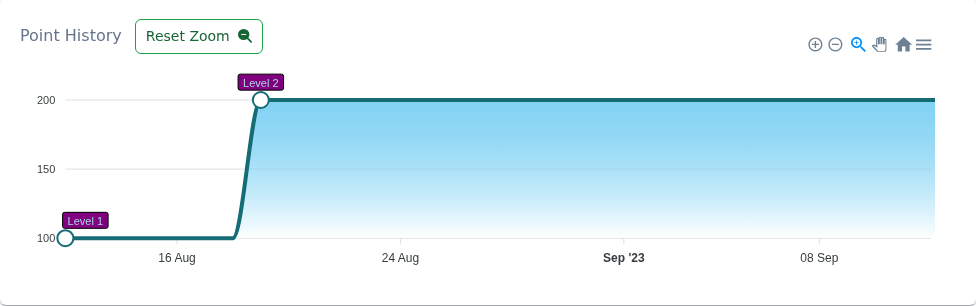 Point History
Reset Zoom
Level 2
200
150
Level 1
100
16 Aug
24 Aug
Sep '23
08 Sep